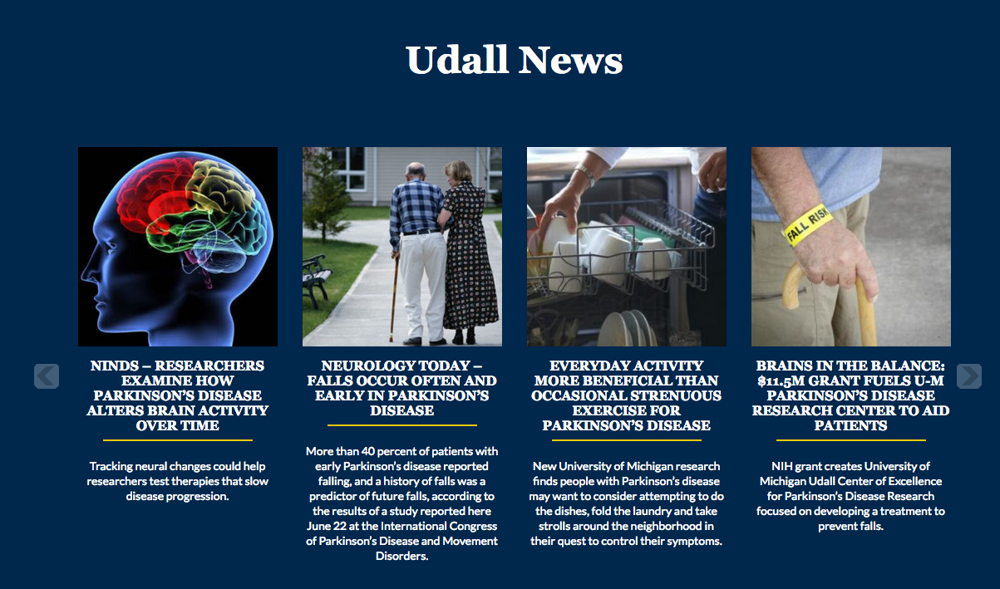 Udall News
FALL RISK
NINDS – RESEARCHERS
EXAMINE HOW
PARKINSON'S DISEASE
ALTERS BRAIN ACTIVITY
OVER TIME
Tracking neural changes could help
researchers test therapies that slow
disease progression.
NEUROLOGY TODAY –
FALLS OCCUR OFTEN AND
EARLY IN PARKINSON'S
DISEASE
More than 40 percent of patients with
early Parkinson's disease reported
falling, and a history of falls was a
predictor of future falls, according to
the results of a study reported here
June 22 at the International Congress
of Parkinson's Disease and Movement
Disorders.
EVERYDAY ACTIVITY
MORE BENEFICIAL THAN
OCCASIONAL STRENUOUS
EXERCISE FOR
PARKINSON'S DISEASE
New University of Michigan research
finds people with Parkinson's disease
may want to consider attempting to do
the dishes, fold the laundry and take
strolls around the neighborhood in
their quest to control their symptoms.
BRAINS IN THE BALANCE:
$11.5M GRANT FUELS U-M
PARKINSON'S DISEASE
RESEARCH CENTER TO AID
PATIENTS
NIH grant creates University of
Michigan Udall Center of Excellence
for Parkinson's Disease Research
focused on developing a treatment to
prevent falls.